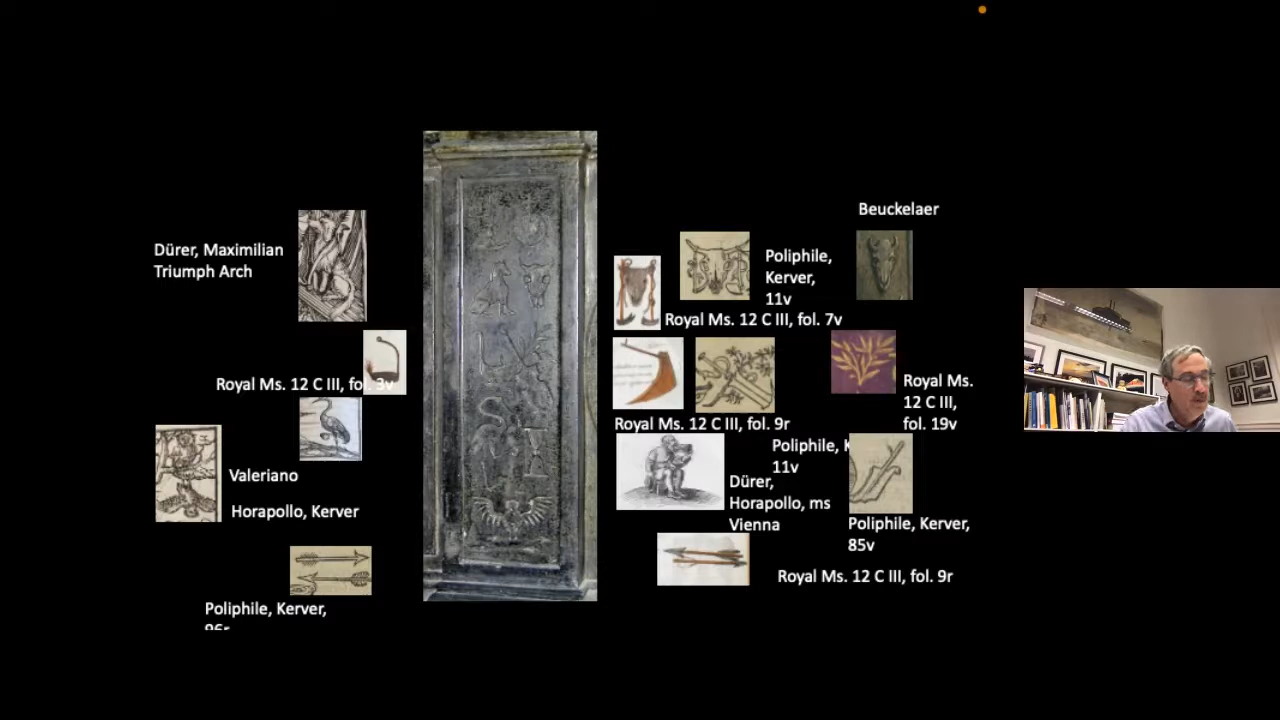 Beuckelaer
Dürer, Maximilian
Triumph Arch
Poliphile,
Kerver,
11v
Royal Ms. 12 C III, fol. 7v
Royal Ms. 12 C III, fol. 3v
Royal Ms.
12 C III,
fol. 19v
Royal Ms. 12 C III, fol. 9r
Poliphile, K
11v
Valeriano
Dürer,
Horapollo, ms
Vienna
Horapollo, Kerver
Poliphile, Kerver,
85v
Royal Ms. 12 C III, fol. 9r
Poliphile, Kerver,
96r